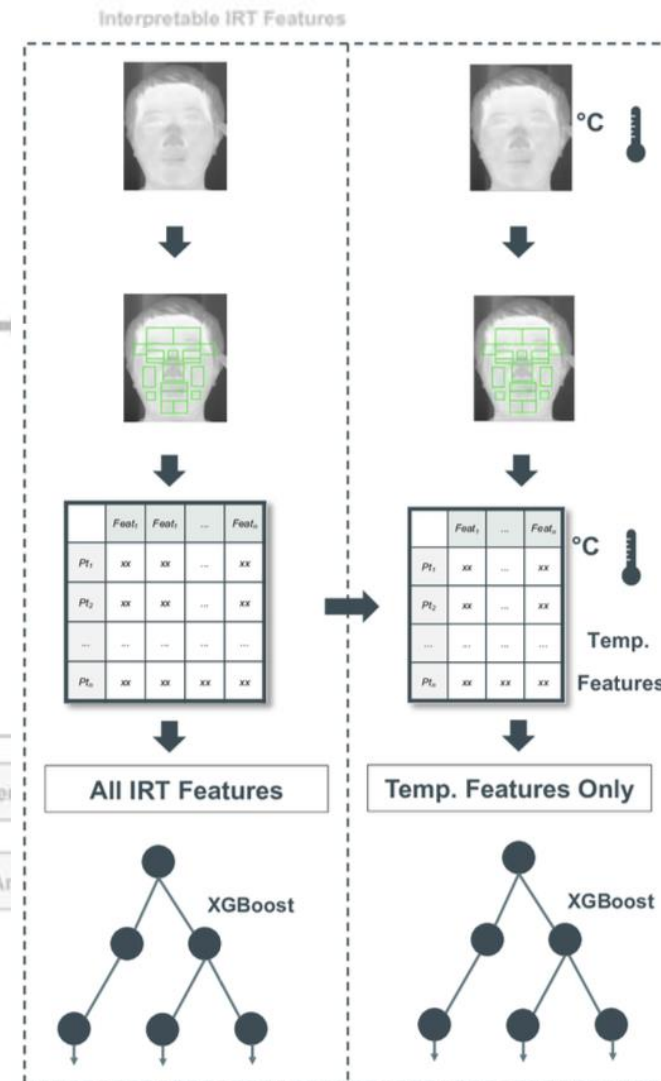 Interpretable IRT Features
°C
Feat₁ Feat₁ ... Featₙ
Pt₁ xx xx ... xx
Pt₂ xx xx ... xx
... ... ... ... ...
Ptₙ xx xx xx xx
Feat₁ ... Featₙ
Pt₁ xx ... xx
Pt₂ xx ... xx
... ... ... ...
Ptₙ xx xx xx
°C
Temp.
Features
All IRT Features
Temp. Features Only
XGBoost
XGBoost